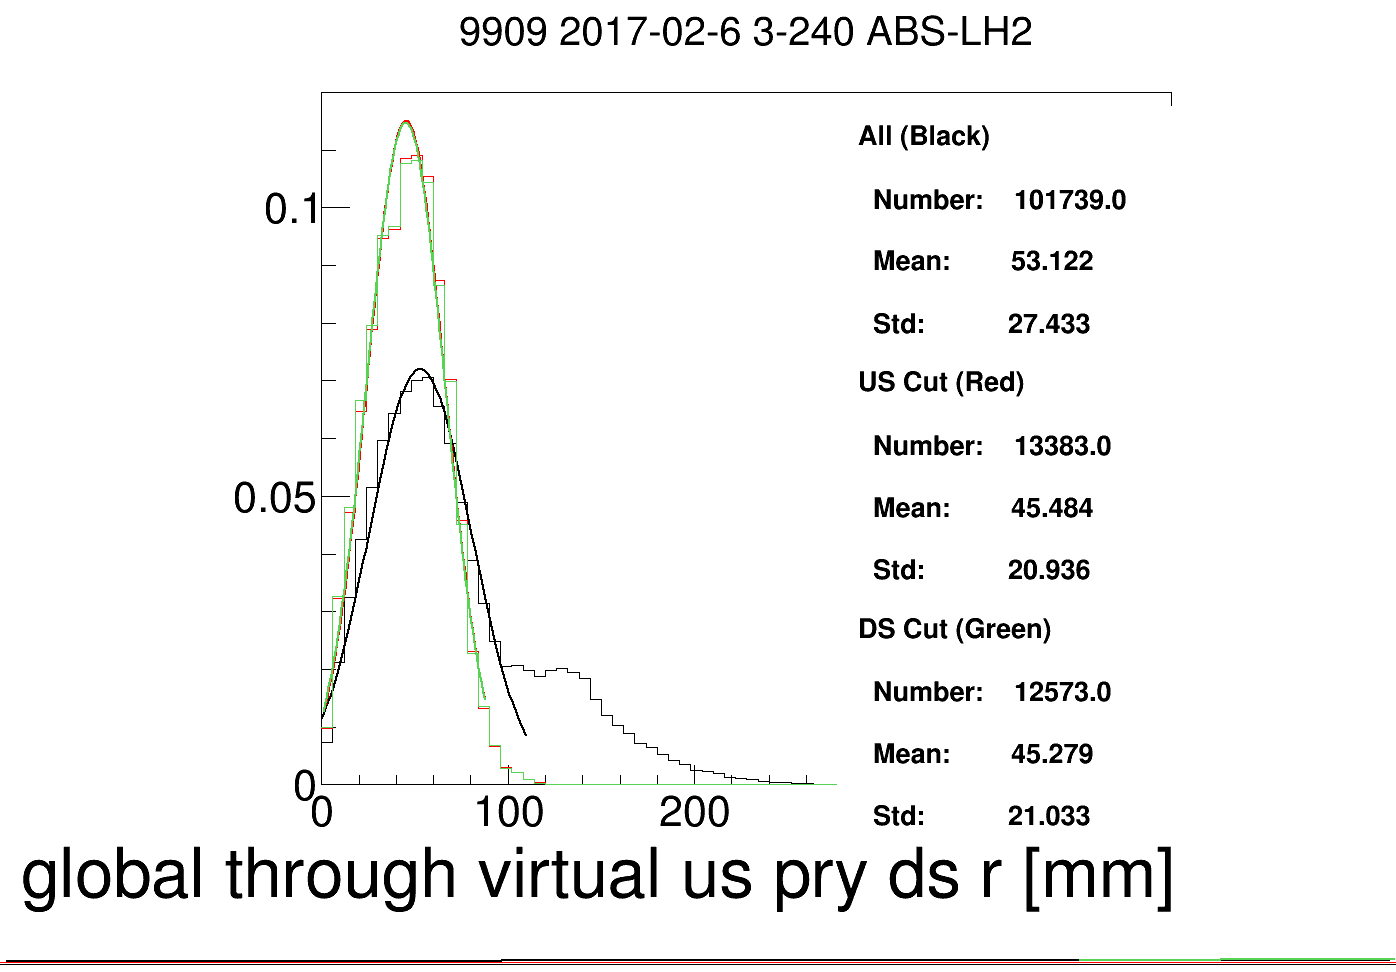 9909 2017-02-6 3-240 ABS-LH2
All (Black)
Number: 101739.0
Mean: 53.122
Std: 27.433
US Cut (Red)
Number: 13383.0
Mean: 45.484
Std: 20.936
DS Cut (Green)
Number: 12573.0
Mean: 45.279
Std: 21.033
0.1
0.05
0
0 100 200
global through virtual us pry ds r [mm]